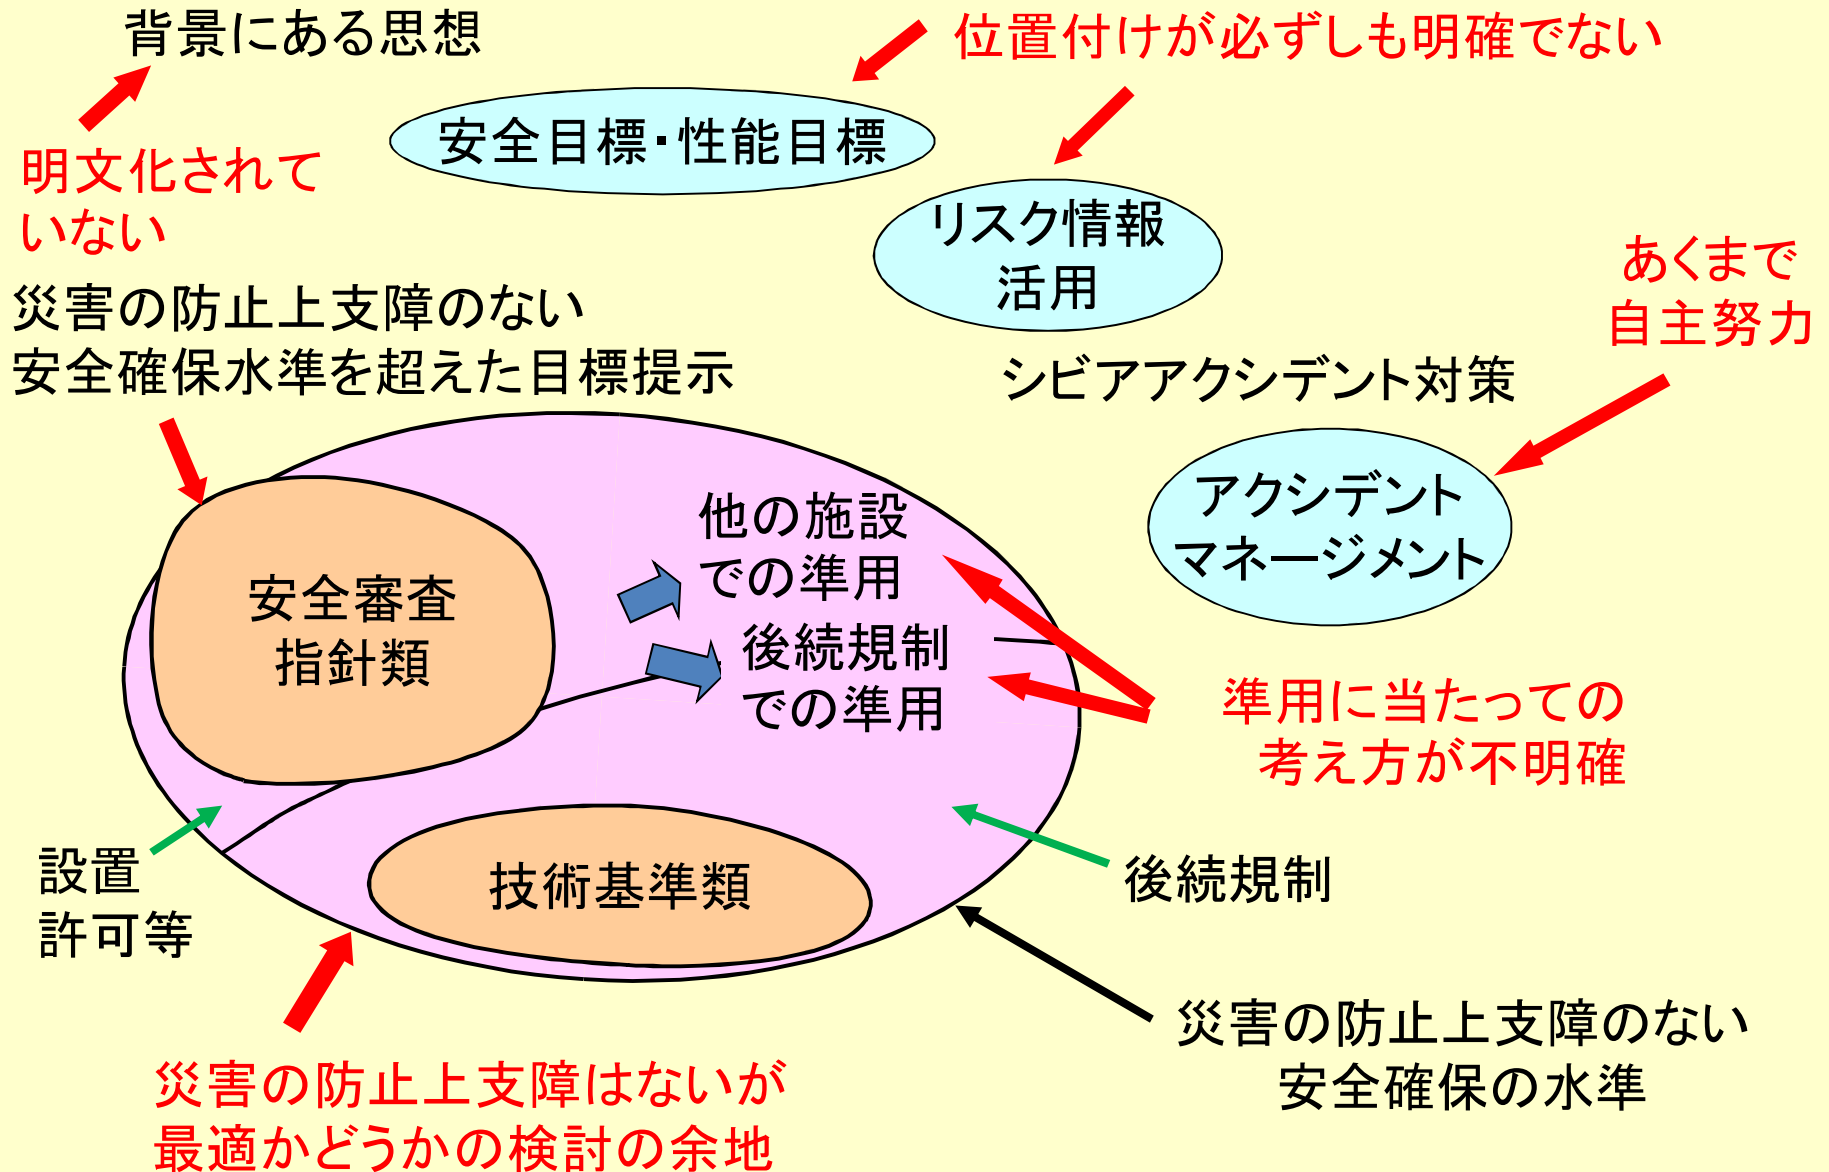 背景にある思想
位置付けが必ずしも明確でない
安全目標・性能目標
明文化されて
いない
リスク情報
活用
あくまで
自主努力
災害の防止上支障のない
安全確保水準を超えた目標提示
シビアアクシデント対策
アクシデント
マネージメント
他の施設
での準用
安全審査
指針類
後続規制
での準用
準用に当たっての
考え方が不明確
設置
許可等
技術基準類
後続規制
災害の防止上支障のない
安全確保の水準
災害の防止上支障はないが
最適かどうかの検討の余地